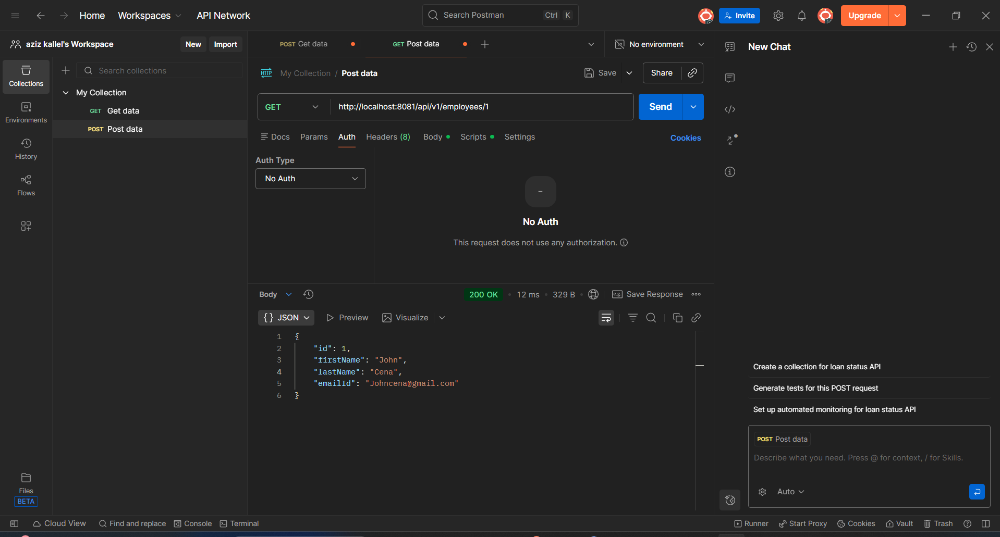 Home Workspaces API Network Search Postman Ctrl K Invite Upgrade
aziz kallel's Workspace New Import
POST Get data GET Post data No environment New Chat
Collections
Environments
History
Flows
Files
BETA
Search collections
My Collection
GET Get data
POST Post data
HTTP My Collection / Post data Save Share
GET http://localhost:8081/api/v1/employees/1 Send
Docs Params Auth Headers (8) Body Scripts Settings Cookies
Auth Type
No Auth
No Auth
This request does not use any authorization.
Body 200 OK 12 ms 329 B e.g. Save Response
{} JSON Preview Visualize
1 {
2 "id": 1,
3 "firstName": "John",
4 "lastName": "Cena",
5 "emailId": "Johncena@gmail.com"
6 }
Create a collection for loan status API
Generate tests for this POST request
Set up automated monitoring for loan status API
POST Post data
Describe what you need. Press @ for context, / for Skills.
Auto
Cloud View Find and replace Console Terminal Runner Start Proxy Cookies Vault Trash